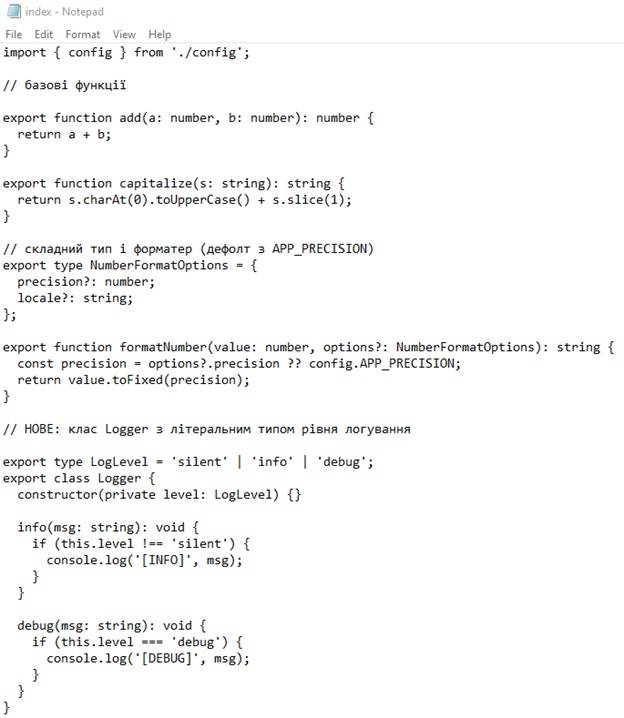 index - Notepad
File Edit Format View Help
import { config } from './config';

// базові функції

export function add(a: number, b: number): number {
  return a + b;
}

export function capitalize(s: string): string {
  return s.charAt(0).toUpperCase() + s.slice(1);
}

// складний тип і форматер (дефолт з APP_PRECISION)
export type NumberFormatOptions = {
  precision?: number;
  locale?: string;
};

export function formatNumber(value: number, options?: NumberFormatOptions): string {
  const precision = options?.precision ?? config.APP_PRECISION;
  return value.toFixed(precision);
}

// НОВЕ: клас Logger з літеральним типом рівня логування

export type LogLevel = 'silent' | 'info' | 'debug';
export class Logger {
  constructor(private level: LogLevel) {}

  info(msg: string): void {
    if (this.level !== 'silent') {
      console.log('[INFO]', msg);
    }
  }

  debug(msg: string): void {
    if (this.level === 'debug') {
      console.log('[DEBUG]', msg);
    }
  }
}